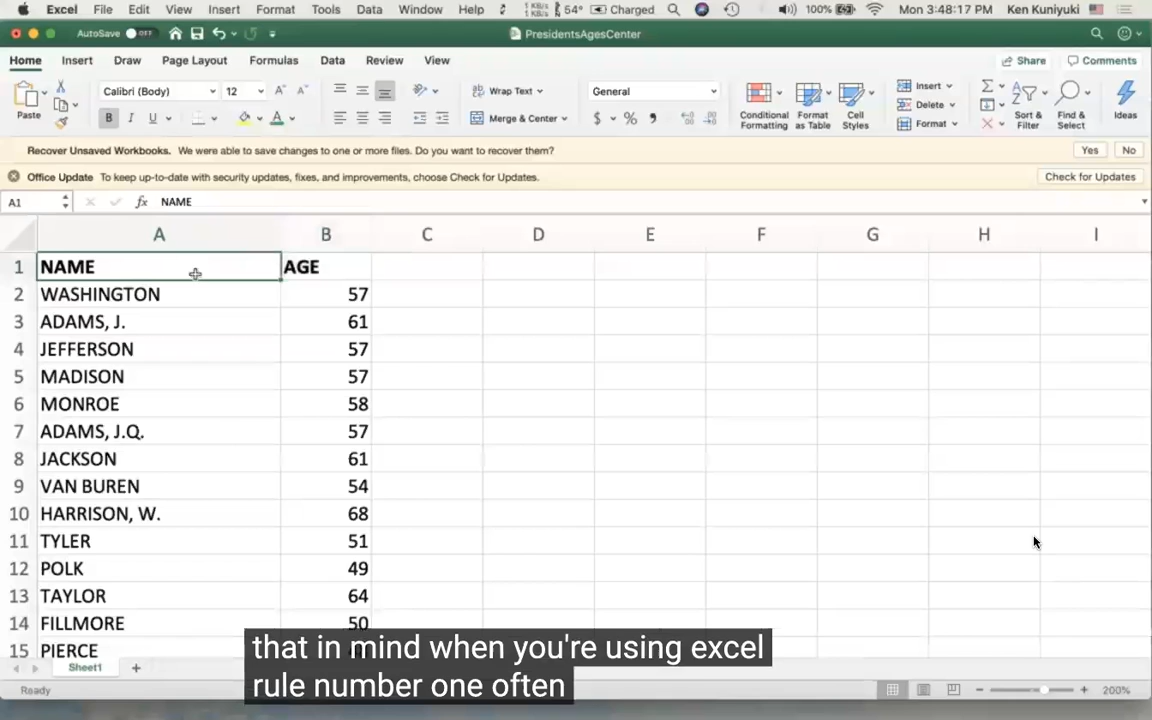 Excel File Edit View Insert Format Tools Data Window Help 1 KB/s 4 KB/s 54° Charged 100% Mon 3:48:17 PM Ken Kuniyuki
AutoSave OFF PresidentsAgesCenter
Home Insert Draw Page Layout Formulas Data Review View Share Comments
Paste Calibri (Body) 12 A^ Av Wrap Text General Conditional Formatting Format as Table Cell Styles Insert Sort & Filter Find & Select Ideas
Delete
B I U A Merge & Center $ % Format
Recover Unsaved Workbooks. We were able to save changes to one or more files. Do you want to recover them? Yes No
Office Update To keep up-to-date with security updates, fixes, and improvements, choose Check for Updates. Check for Updates
A1 fx NAME
A B C D E F G H I
1 NAME AGE
2 WASHINGTON 57
3 ADAMS, J. 61
4 JEFFERSON 57
5 MADISON 57
6 MONROE 58
7 ADAMS, J.Q. 57
8 JACKSON 61
9 VAN BUREN 54
10 HARRISON, W. 68
11 TYLER 51
12 POLK 49
13 TAYLOR 64
14 FILLMORE 50
15 PIERCE
that in mind when you're using excel
rule number one often
Sheet1
Ready 200%